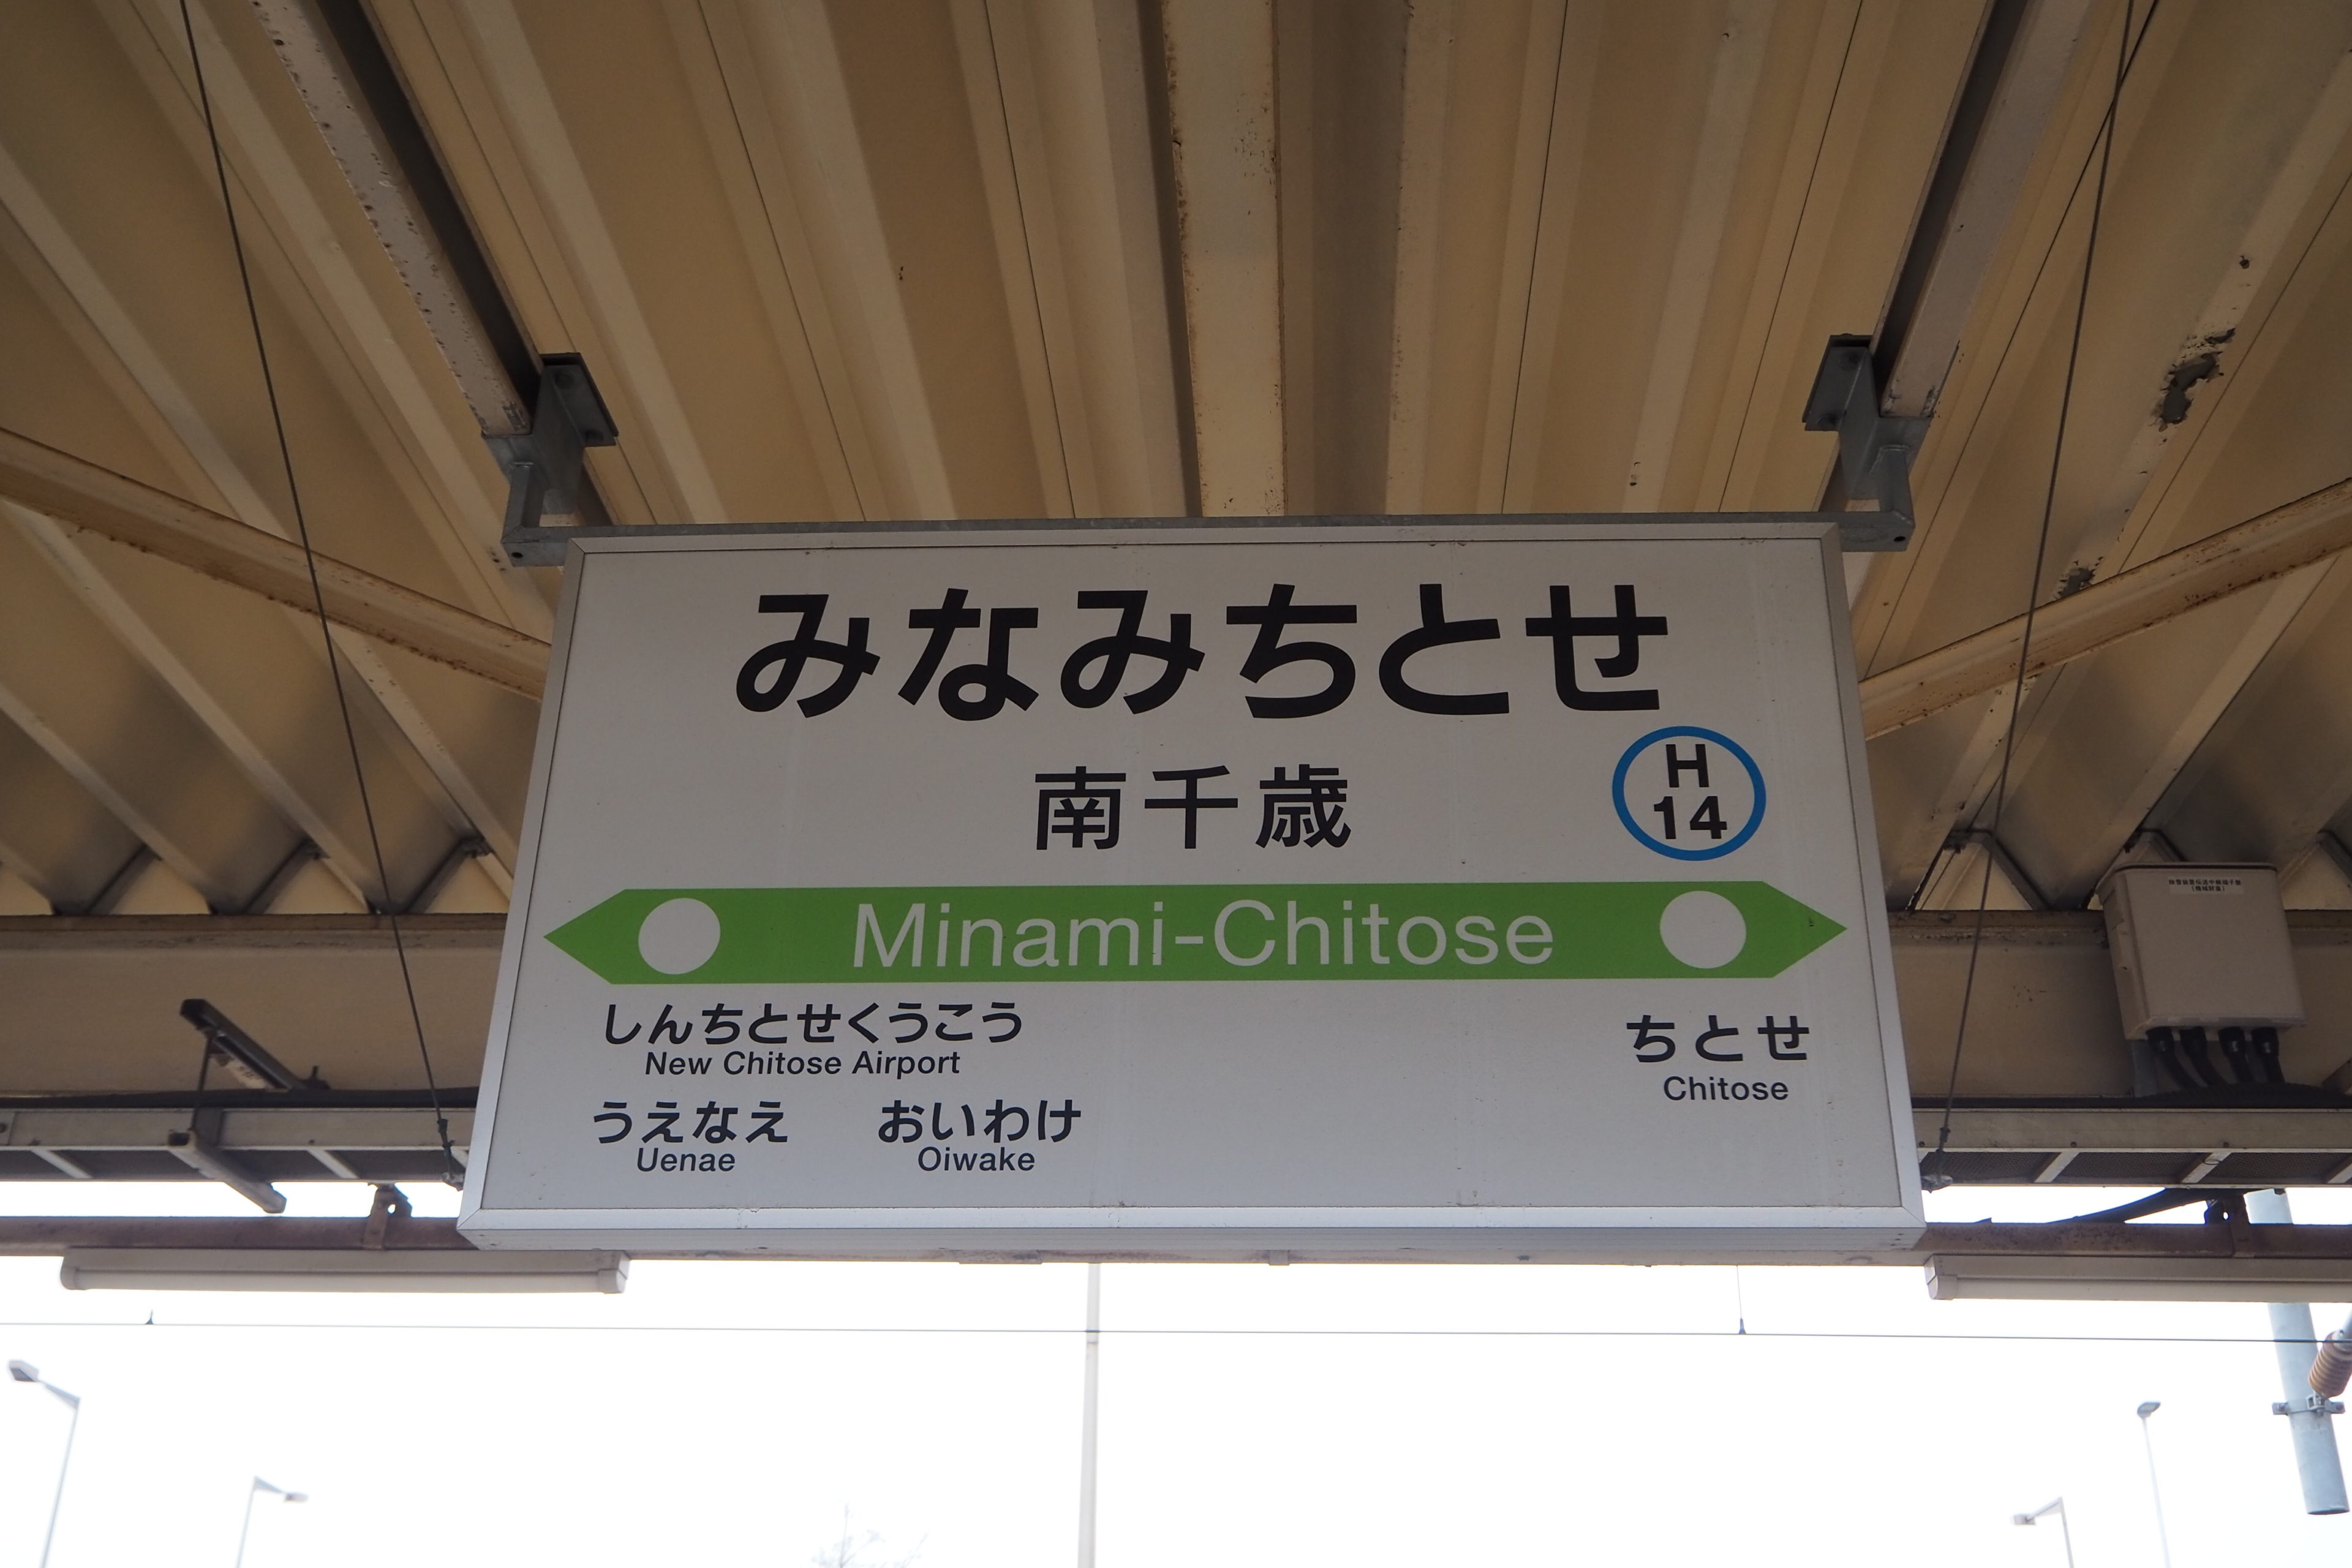 みなみちとせ
南千歳
H
14
Minami-Chitose
しんちとせくうこう
New Chitose Airport
ちとせ
Chitose
うえなえ おいわけ
Uenae Oiwake